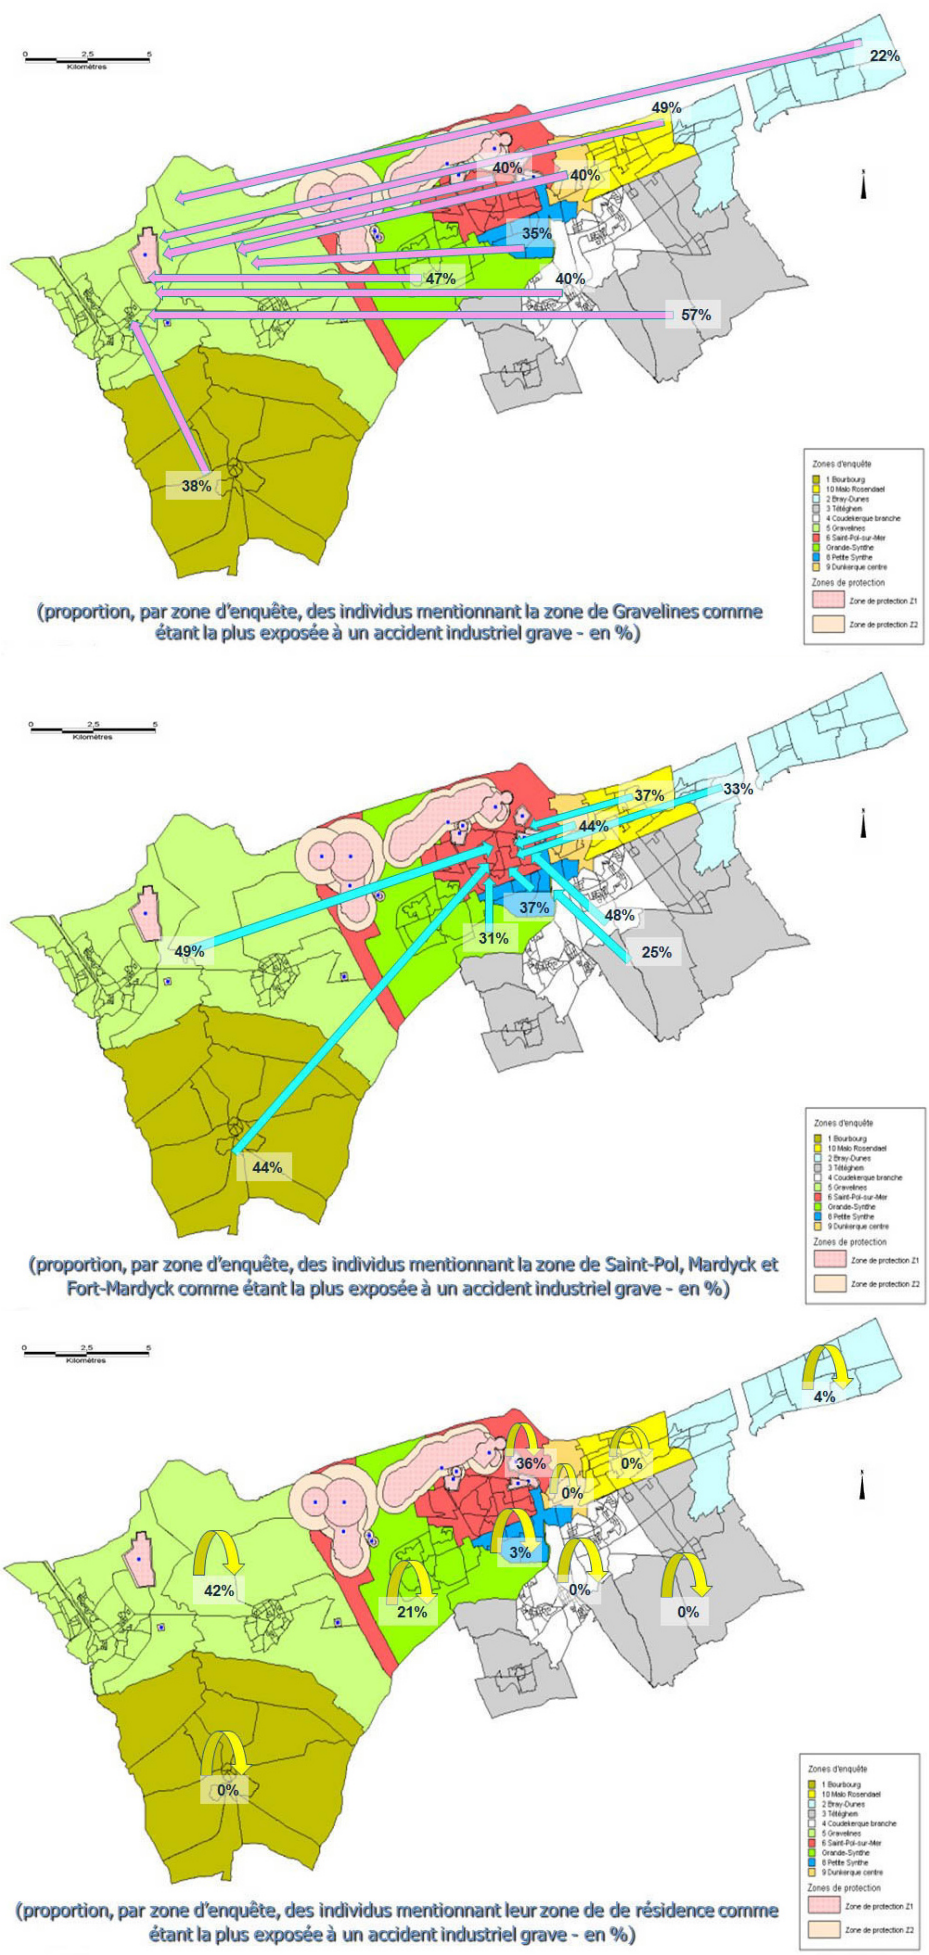 0 2,5 5
Kilomètres
22%
49%
40%
40%
35%
47%
40%
57%
38%
N
Zones d'enquête
1 Bourbourg
10 Malo Rosendael
2 Bray-Dunes
3 Téteghem
4 Coudekerque branche
5 Gravelines
6 Saint-Pol-sur-Mer
Grande-Synthe
8 Petite Synthe
9 Dunkerque centre
Zones de protection
Zone de protection Z1
Zone de protection Z2
(proportion, par zone d'enquête, des individus mentionnant la zone de Gravelines comme
étant la plus exposée à un accident industriel grave - en %)
0 2,5 5
Kilomètres
33%
37%
44%
37%
48%
31%
25%
49%
44%
Zones d'enquête
1 Bourbourg
10 Malo Rosendael
2 Bray-Dunes
3 Téteghem
4 Coudekerque branche
5 Gravelines
6 Saint-Pol-sur-Mer
Grande-Synthe
8 Petite Synthe
9 Dunkerque centre
Zones de protection
Zone de protection Z1
Zone de protection Z2
(proportion, par zone d'enquête, des individus mentionnant la zone de Saint-Pol, Mardyck et
Fort-Mardyck comme étant la plus exposée à un accident industriel grave - en %)
0 2,5 5
Kilomètres
4%
36%
0%
0%
3%
42%
0%
21%
0%
0%
Zones d'enquête
1 Bourbourg
10 Malo Rosendael
2 Bray-Dunes
3 Téteghem
4 Coudekerque branche
5 Gravelines
6 Saint-Pol-sur-Mer
Grande-Synthe
8 Petite Synthe
9 Dunkerque centre
Zones de protection
Zone de protection Z1
Zone de protection Z2
(proportion, par zone d'enquête, des individus mentionnant leur zone de de résidence comme
étant la plus exposée à un accident industriel grave - en %)